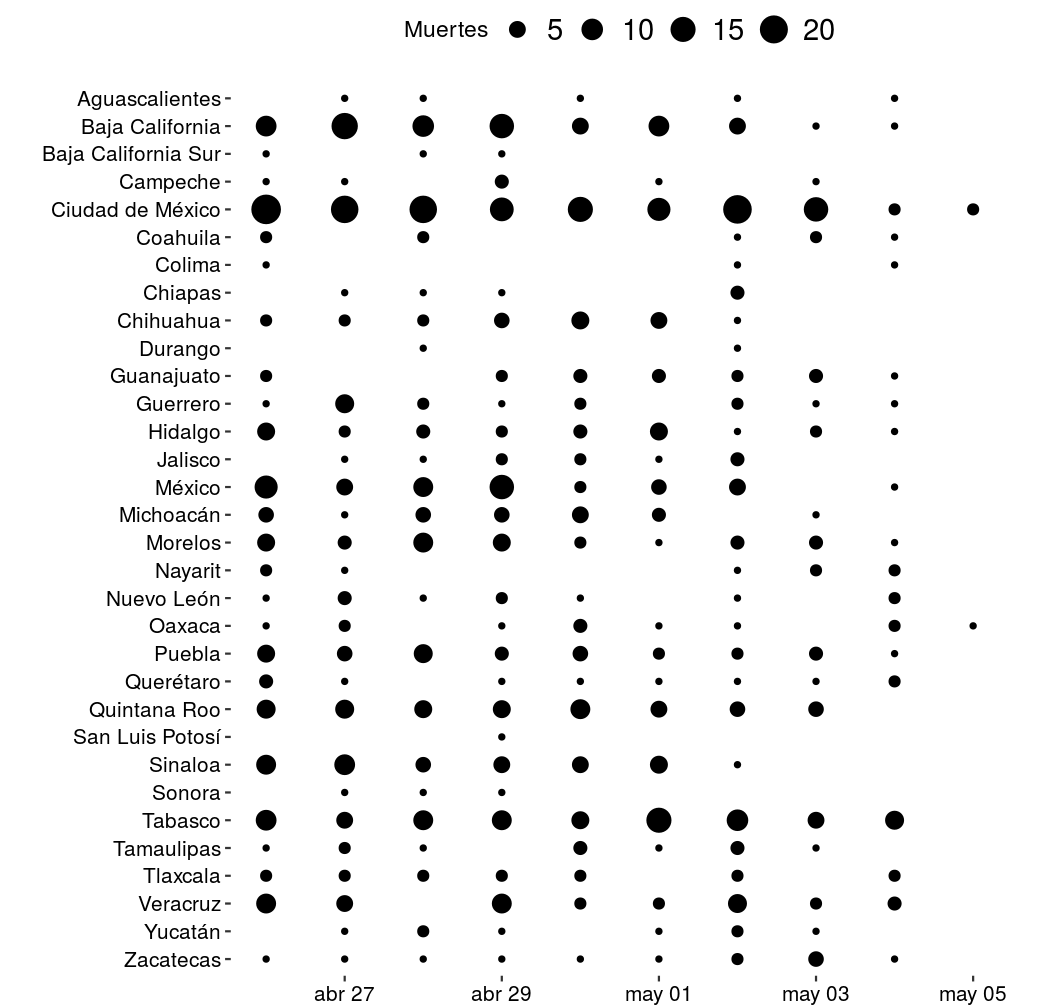 Muertes 5 10 15 20
Aguascalientes
Baja California
Baja California Sur
Campeche
Ciudad de México
Coahuila
Colima
Chiapas
Chihuahua
Durango
Guanajuato
Guerrero
Hidalgo
Jalisco
México
Michoacán
Morelos
Nayarit
Nuevo León
Oaxaca
Puebla
Querétaro
Quintana Roo
San Luis Potosí
Sinaloa
Sonora
Tabasco
Tamaulipas
Tlaxcala
Veracruz
Yucatán
Zacatecas
abr 27 abr 29 may 01 may 03 may 05